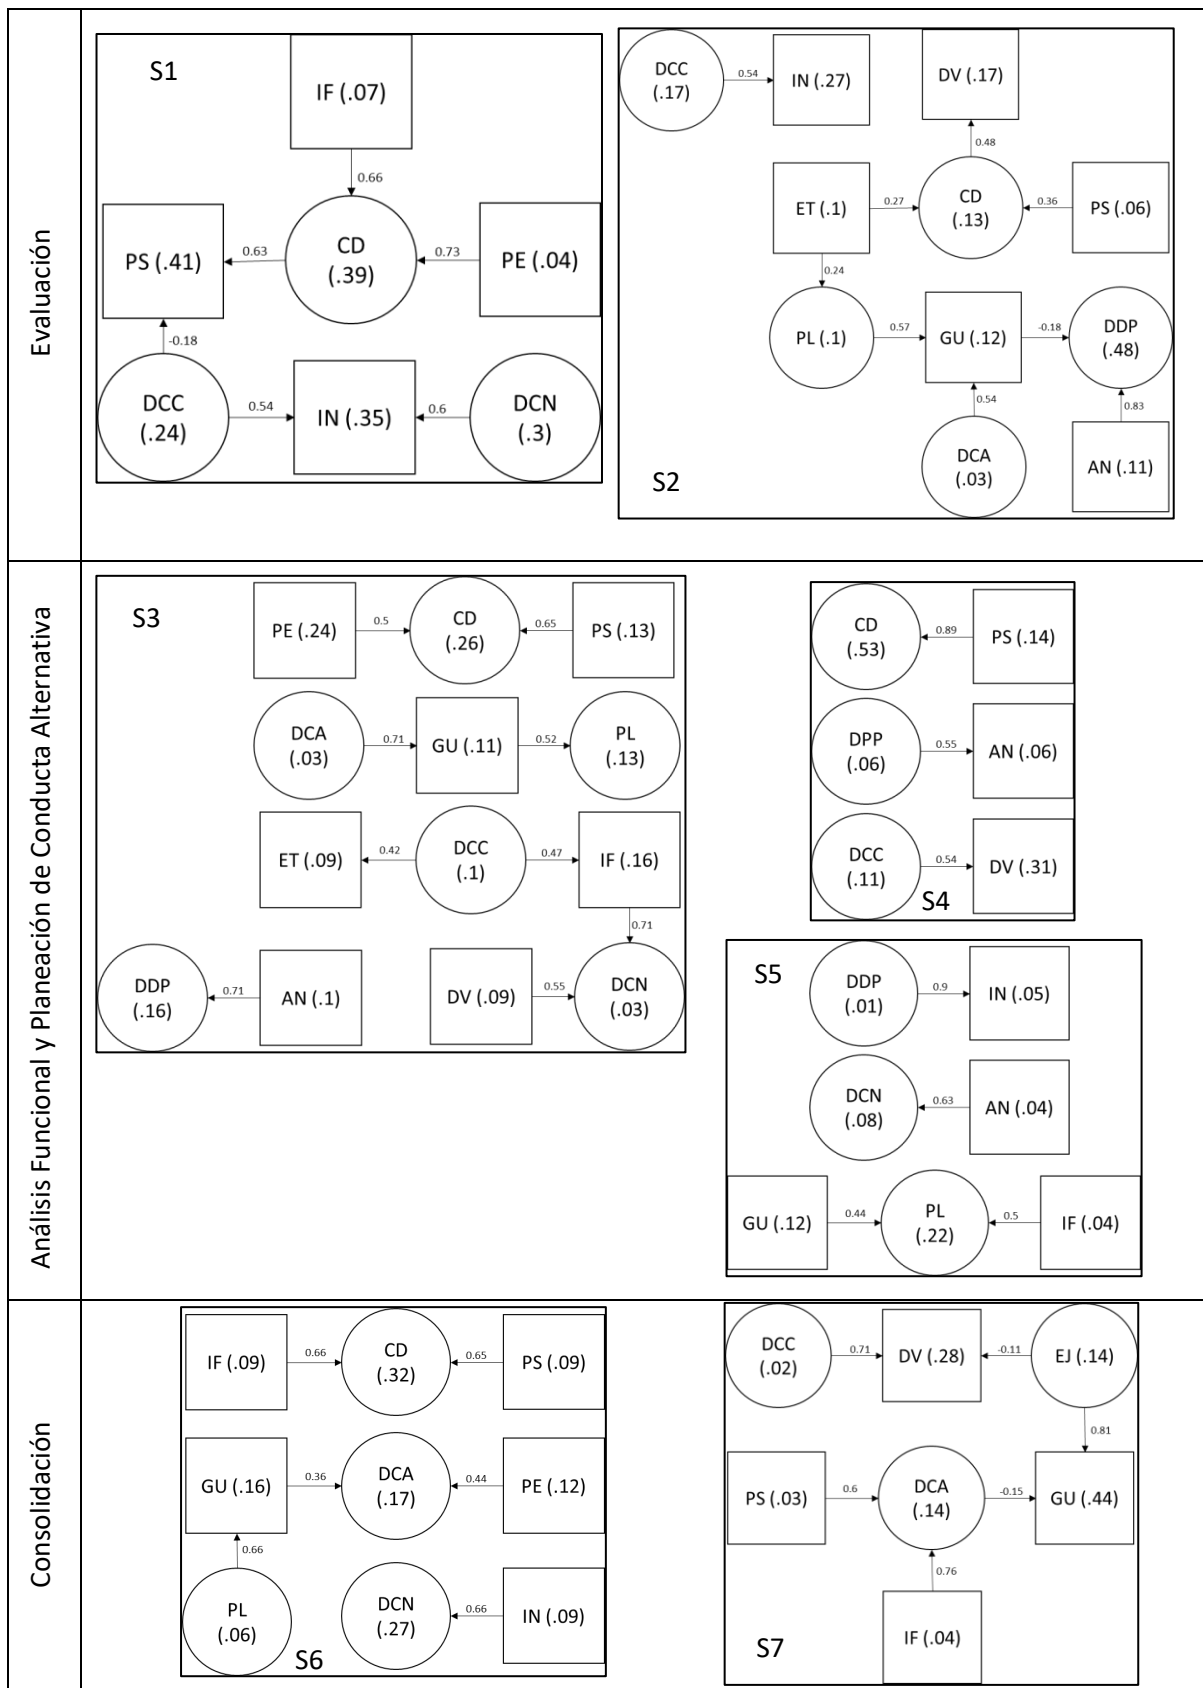 Evaluación
S1
IF (.07)
0.66
PS (.41)
0.63
CD
(.39)
0.73
PE (.04)
-0.18
DCC
(.24)
0.54
IN (.35)
0.6
DCN
(.3)
DCC
(.17)
0.54
IN (.27)
DV (.17)
0.48
ET (.1)
0.27
CD
(.13)
0.36
PS (.06)
0.24
PL (.1)
0.57
GU (.12)
-0.18
DDP
(.48)
0.54
0.83
DCA
(.03)
AN (.11)
S2
Análisis Funcional y Planeación de Conducta Alternativa
S3
PE (.24)
0.5
CD
(.26)
0.65
PS (.13)
DCA
(.03)
0.71
GU (.11)
0.52
PL
(.13)
ET (.09)
0.42
DCC
(.1)
0.47
IF (.16)
0.71
DDP
(.16)
0.71
AN (.1)
DV (.09)
0.55
DCN
(.03)
CD
(.53)
0.89
PS (.14)
DPP
(.06)
0.55
AN (.06)
DCC
(.11)
0.54
DV (.31)
S4
S5
DDP
(.01)
0.9
IN (.05)
DCN
(.08)
0.63
AN (.04)
GU (.12)
0.44
PL
(.22)
0.5
IF (.04)
Consolidación
IF (.09)
0.66
CD
(.32)
0.65
PS (.09)
GU (.16)
0.36
DCA
(.17)
0.44
PE (.12)
0.66
PL
(.06)
DCN
(.27)
0.66
IN (.09)
S6
DCC
(.02)
0.71
DV (.28)
-0.11
EJ (.14)
0.81
PS (.03)
0.6
DCA
(.14)
-0.15
GU (.44)
0.76
IF (.04)
S7